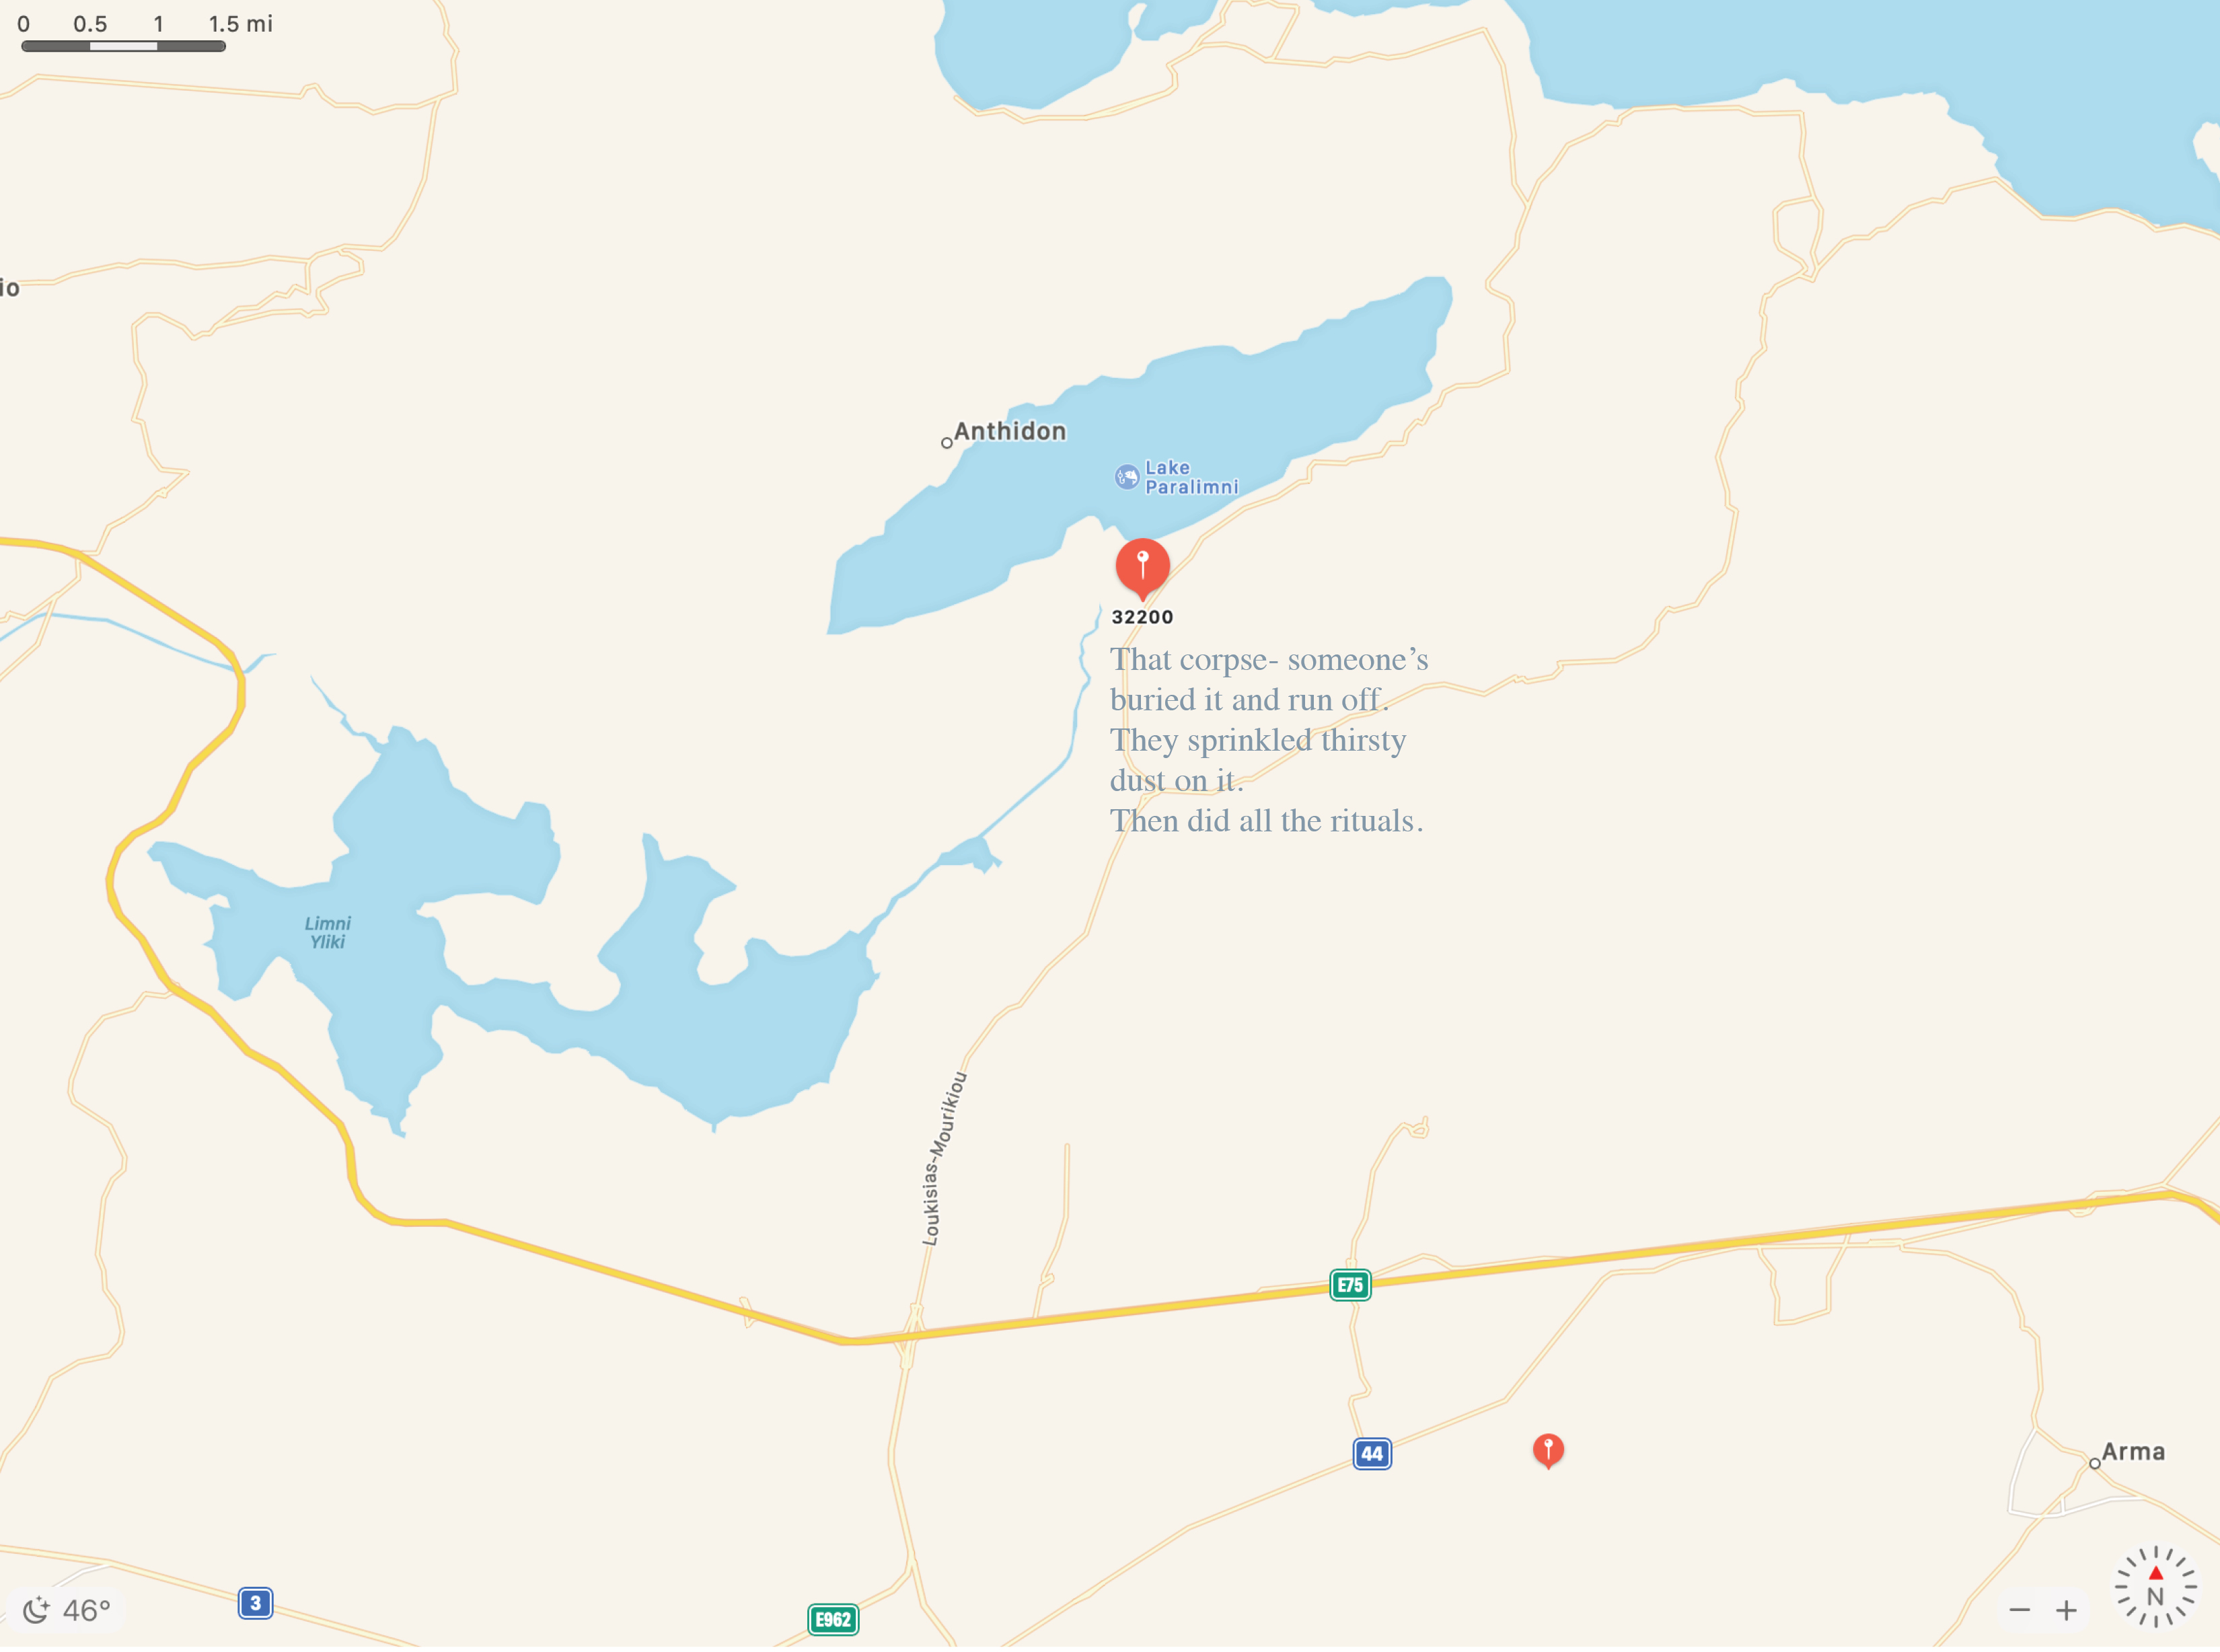 0 0.5 1 1.5 mi
io
Anthidon
Lake
Paralimni
32200
That corpse- someone’s
buried it and run off.
They sprinkled thirsty
dust on it.
Then did all the rituals.
Limni
Yliki
Loukisias-Mourikiou
E75
44
Arma
3
E962
46°
− +
N